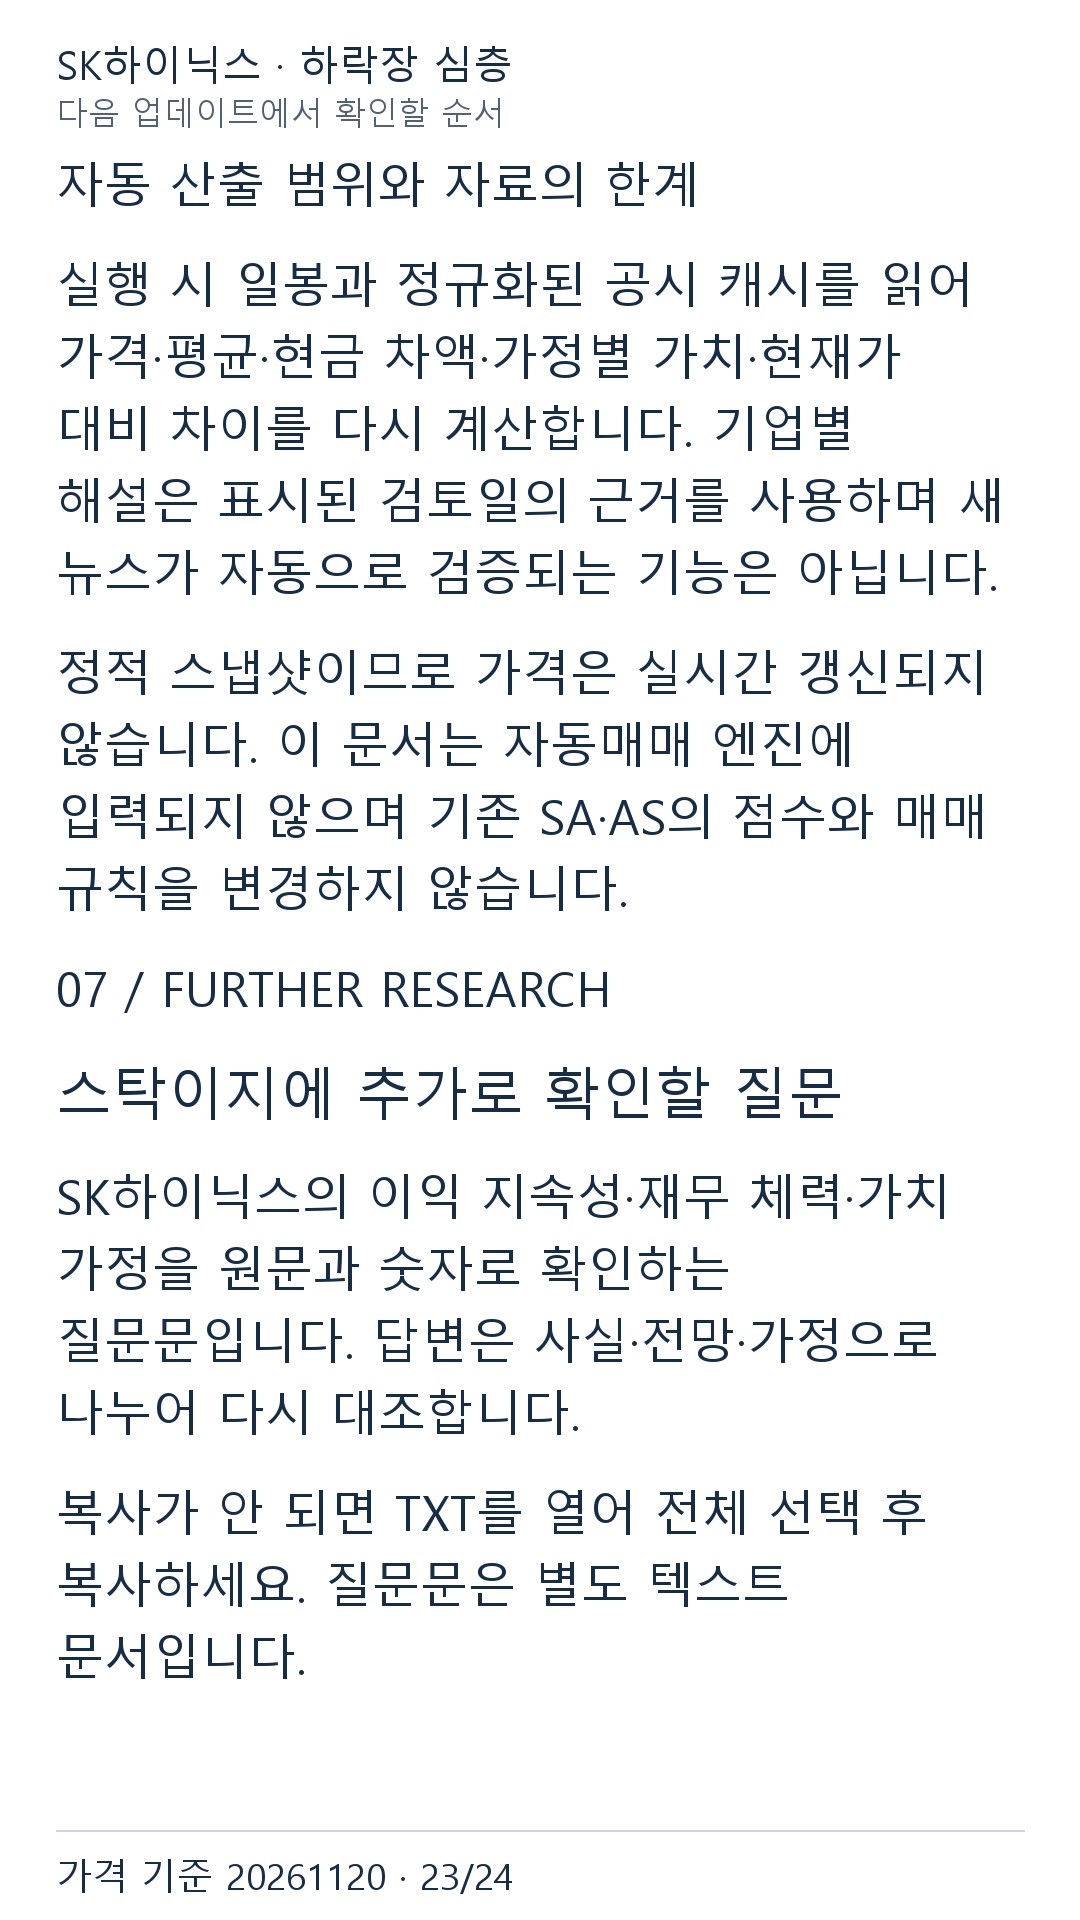 SK하이닉스 · 하락장 심층
다음 업데이트에서 확인할 순서
자동 산출 범위와 자료의 한계
실행 시 일봉과 정규화된 공시 캐시를 읽어
가격·평균·현금 차액·가정별 가치·현재가
대비 차이를 다시 계산합니다. 기업별
해설은 표시된 검토일의 근거를 사용하며 새
뉴스가 자동으로 검증되는 기능은 아닙니다.
정적 스냅샷이므로 가격은 실시간 갱신되지
않습니다. 이 문서는 자동매매 엔진에
입력되지 않으며 기존 SA·AS의 점수와 매매
규칙을 변경하지 않습니다.
07 / FURTHER RESEARCH
스탁이지에 추가로 확인할 질문
SK하이닉스의 이익 지속성·재무 체력·가치
가정을 원문과 숫자로 확인하는
질문문입니다. 답변은 사실·전망·가정으로
나누어 다시 대조합니다.
복사가 안 되면 TXT를 열어 전체 선택 후
복사하세요. 질문문은 별도 텍스트
문서입니다.
가격 기준 20261120 · 23/24